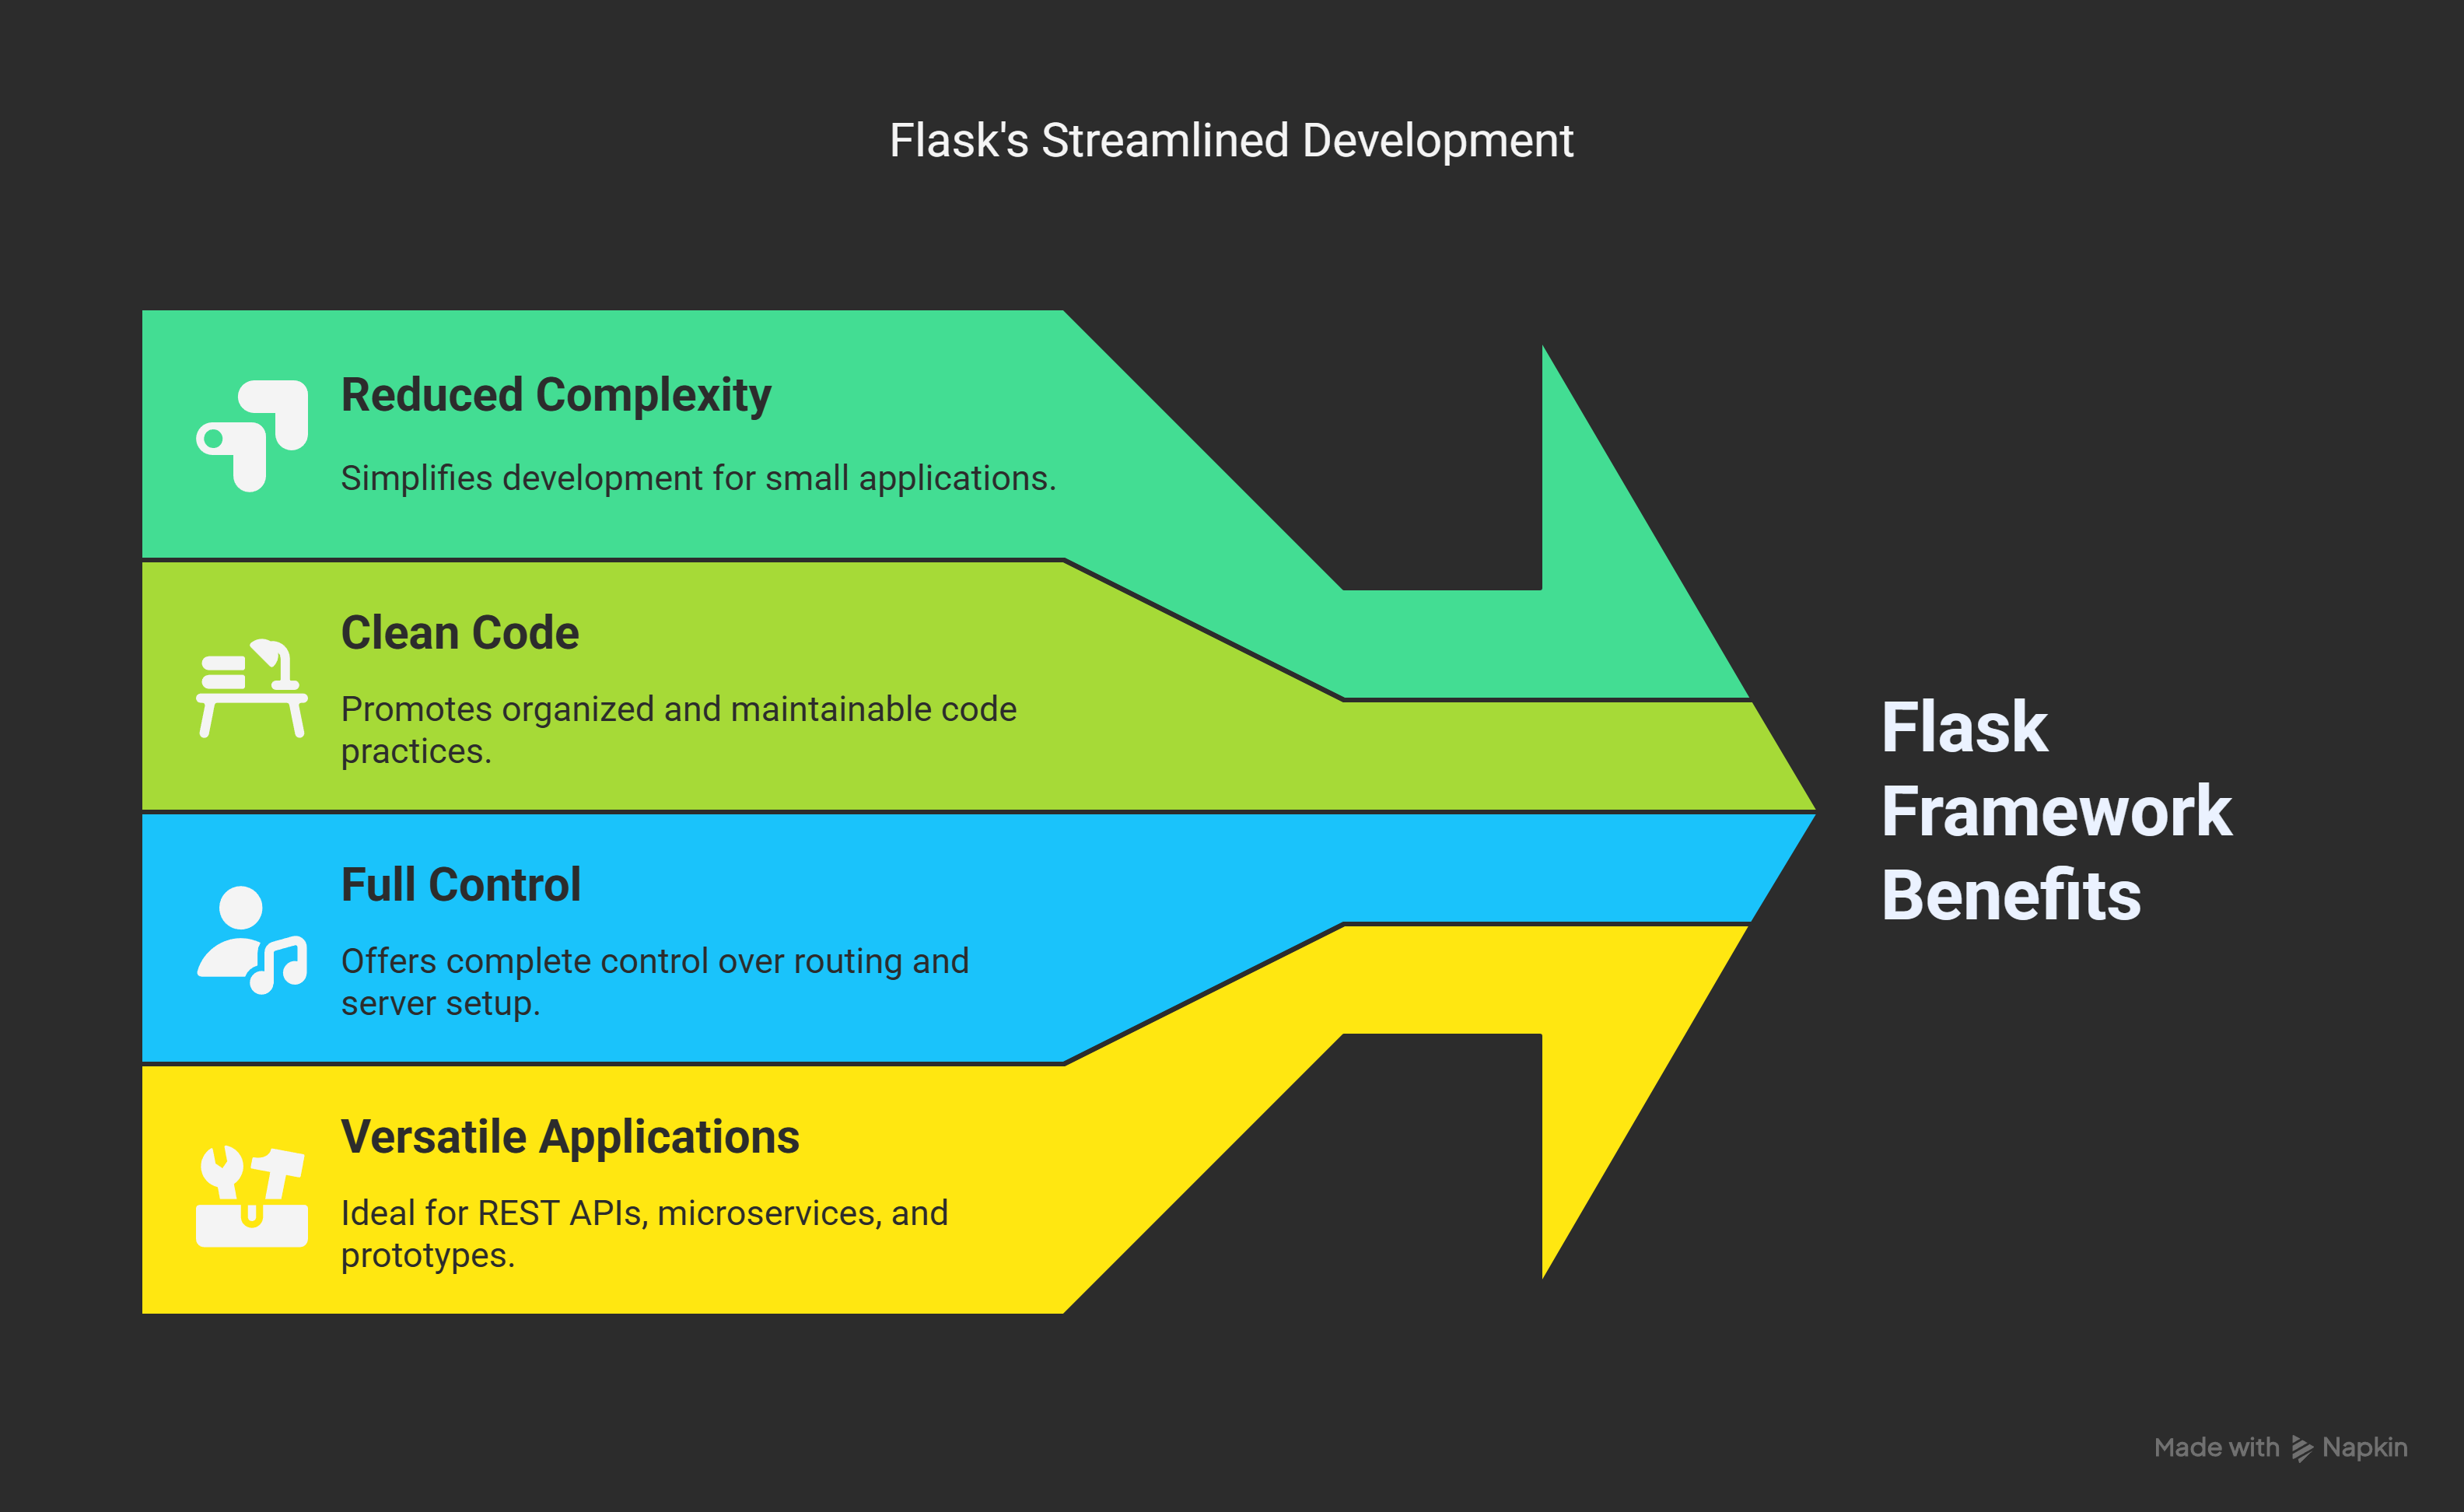 Flask's Streamlined Development
Reduced Complexity
Simplifies development for small applications.
Clean Code
Promotes organized and maintainable code
practices.
Full Control
Offers complete control over routing and
server setup.
Versatile Applications
Ideal for REST APIs, microservices, and
prototypes.
Flask
Framework
Benefits
Made with Napkin